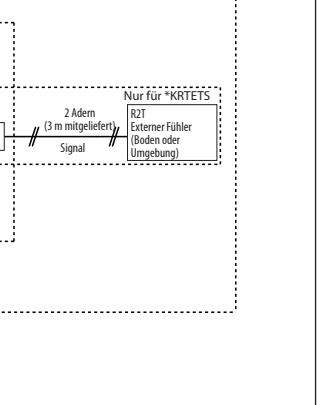 Nur für *KRTETS
2 Adern
(3 m mitgeliefert)
Signal
R2T
Externer Fühler
(Boden oder
Umgebung)